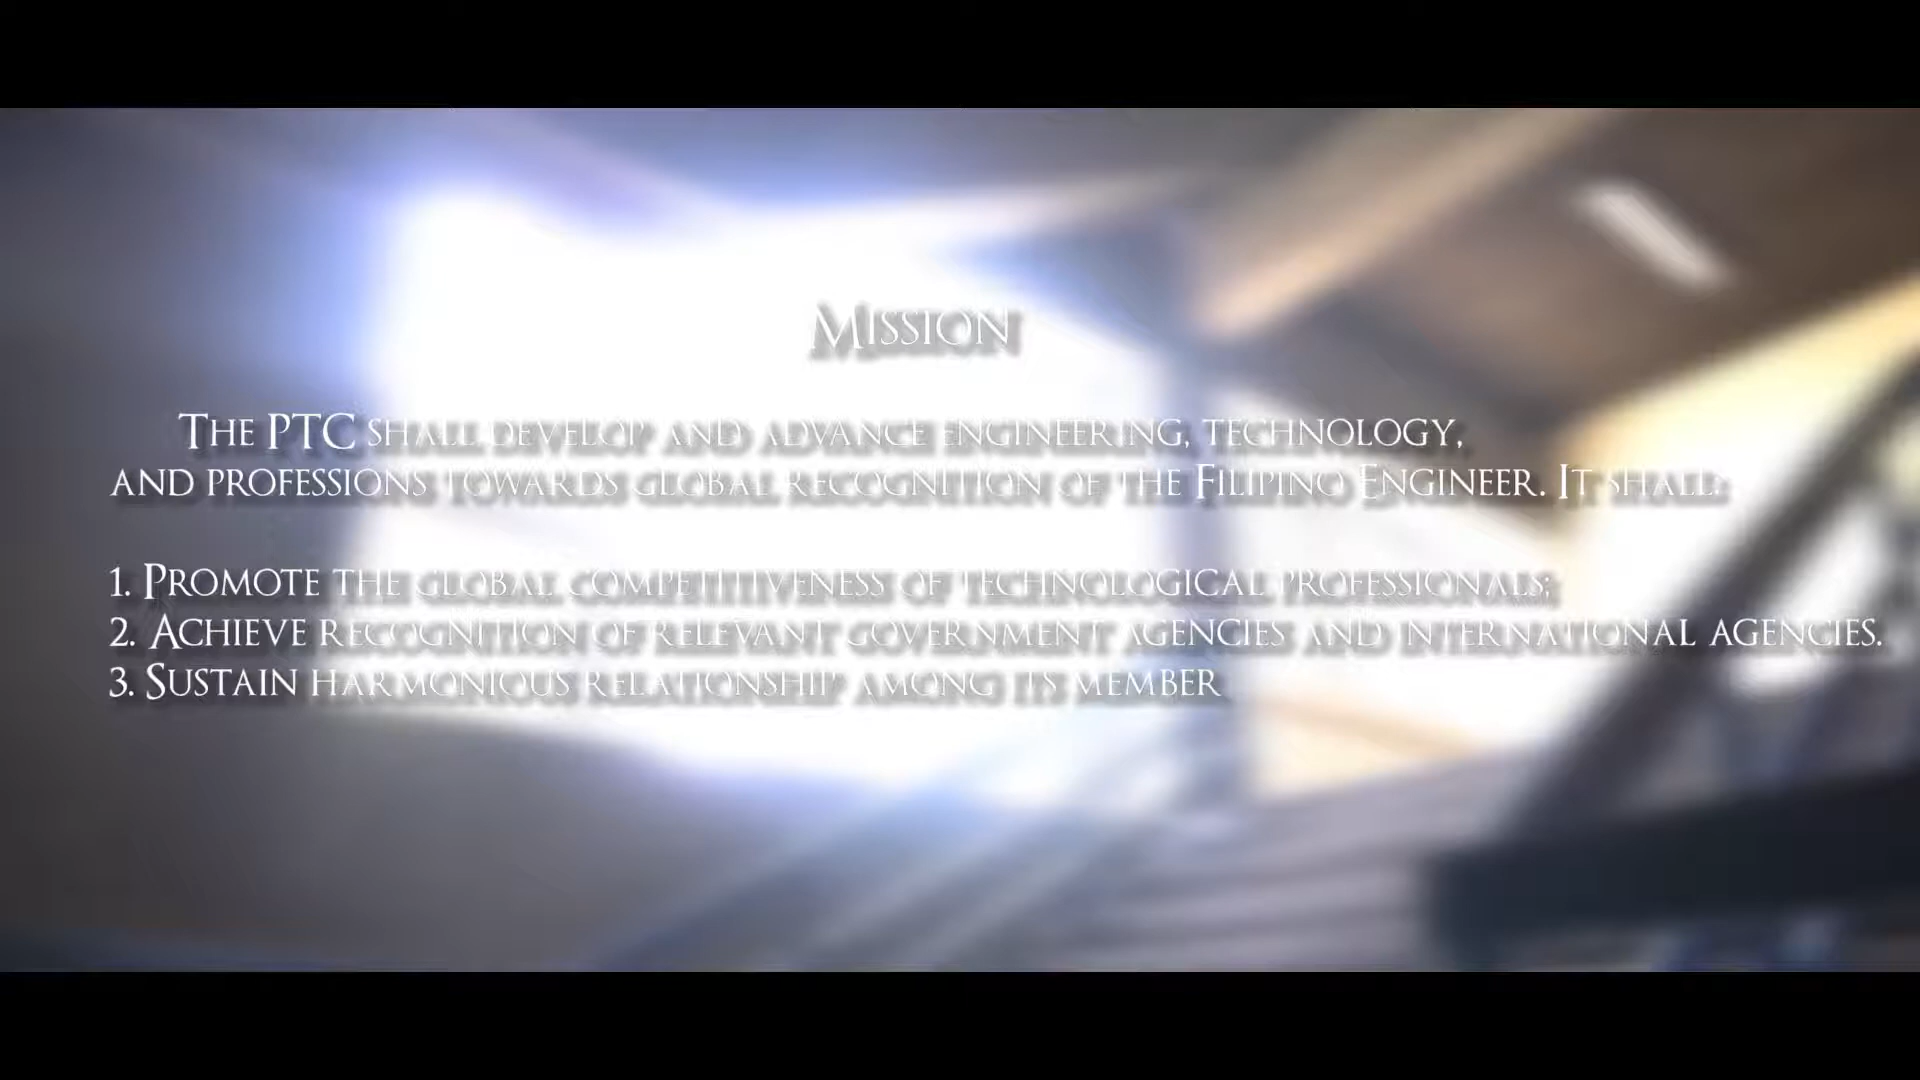 Mission
The PTC shall develop and advance engineering, technology,
and professions towards global recognition of the Filipino Engineer. It shall:
1. Promote the global competitiveness of technological professionals;
2. Achieve recognition of relevant government agencies and international agencies.
3. Sustain harmonious relationship among its member